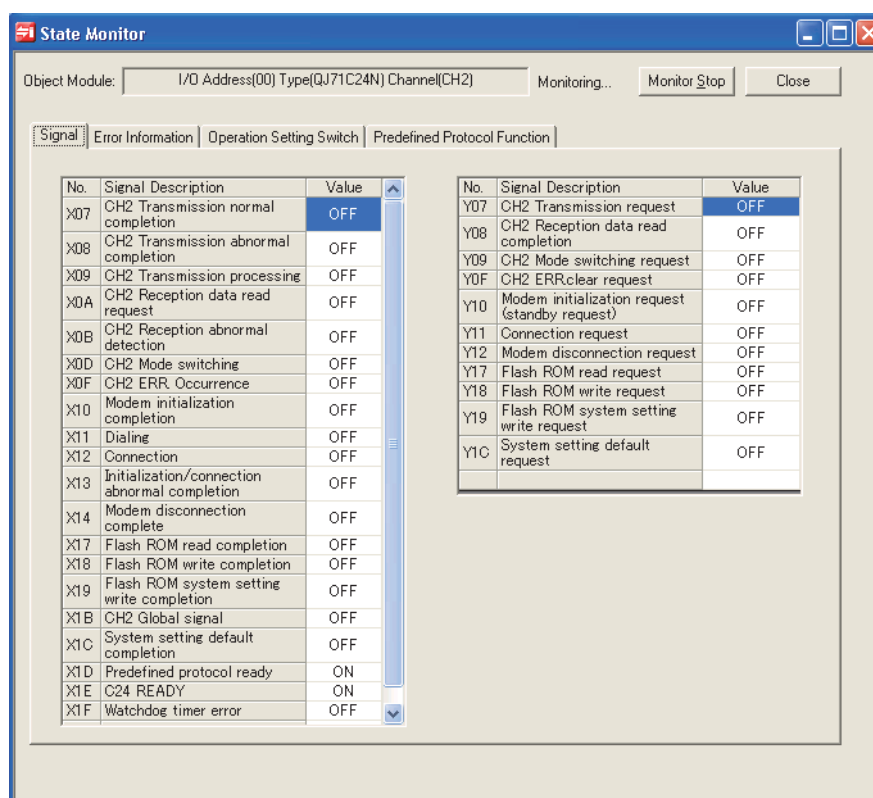 State Monitor
Object Module: I/O Address(00) Type(QJ71C24N) Channel(CH2) Monitoring... Monitor Stop Close
Signal Error Information Operation Setting Switch Predefined Protocol Function
No. Signal Description Value
X07 CH2 Transmission normal completion OFF
X08 CH2 Transmission abnormal completion OFF
X09 CH2 Transmission processing OFF
X0A CH2 Reception data read request OFF
X0B CH2 Reception abnormal detection OFF
X0D CH2 Mode switching OFF
X0F CH2 ERR. Occurrence OFF
X10 Modem initialization completion OFF
X11 Dialing OFF
X12 Connection OFF
X13 Initialization/connection abnormal completion OFF
X14 Modem disconnection complete OFF
X17 Flash ROM read completion OFF
X18 Flash ROM write completion OFF
X19 Flash ROM system setting write completion OFF
X1B CH2 Global signal OFF
X1C System setting default completion OFF
X1D Predefined protocol ready ON
X1E C24 READY ON
X1F Watchdog timer error OFF
No. Signal Description Value
Y07 CH2 Transmission request OFF
Y08 CH2 Reception data read completion OFF
Y09 CH2 Mode switching request OFF
Y0F CH2 ERR.clear request OFF
Y10 Modem initialization request (standby request) OFF
Y11 Connection request OFF
Y12 Modem disconnection request OFF
Y17 Flash ROM read request OFF
Y18 Flash ROM write request OFF
Y19 Flash ROM system setting write request OFF
Y1C System setting default request OFF